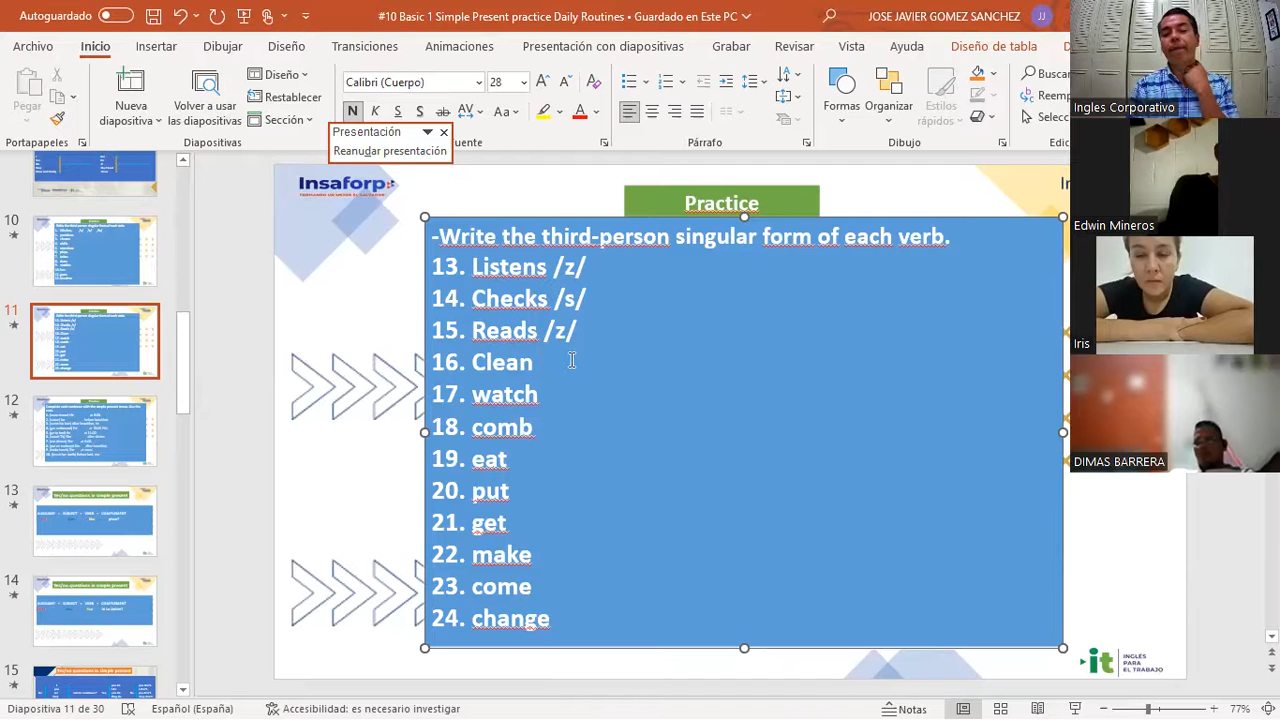 Autoguardado
#10 Basic 1 Simple Present practice Daily Routines • Guardado en Este PC
JOSE JAVIER GOMEZ SANCHEZ
JJ
Archivo
Inicio
Insertar
Dibujar
Diseño
Transiciones
Animaciones
Presentación con diapositivas
Grabar
Revisar
Vista
Ayuda
Diseño de tabla
Pegar
Nueva diapositiva
Volver a usar las diapositivas
Diseño
Restablecer
Sección
Calibri (Cuerpo)
28
N K S S ab AV Aa
Formas
Organizar
Estilos rápidos
Buscar
Reemp
Selecc
Portapapeles
Diapositivas
Párrafo
Dibujo
Presentación
Reanudar presentación
Insaforp
Practice
-Write the third-person singular form of each verb.
13. Listens /z/
14. Checks /s/
15. Reads /z/
16. Clean
17. watch
18. comb
19. eat
20. put
21. get
22. make
23. come
24. change
it INGLÉS PARA EL TRABAJO
10
11
12
13
14
15
Ingles Corporativo
Edwin Mineros
Iris
DIMAS BARRERA
Diapositiva 11 de 30
Español (España)
Accesibilidad: es necesario investigar
Notas
77%